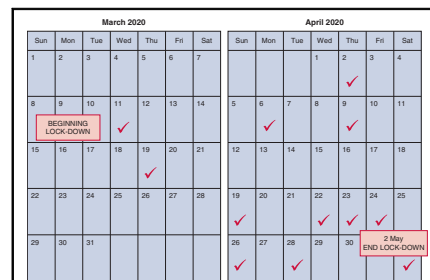 March 2020
Sun Mon Tue Wed Thu Fri Sat
1 2 3 4 5 6 7
8 9 10 11 12 13 14
BEGINNING
LOCK-DOWN
15 16 17 18 19 20 21
22 23 24 25 26 27 28
29 30 31
April 2020
Sun Mon Tue Wed Thu Fri Sat
1 2 3 4
5 6 7 8 9 10 11
12 13 14 15 16 17 18
19 20 21 22 23 24 25
2 May
END LOCK-DOWN
26 27 28 29 30